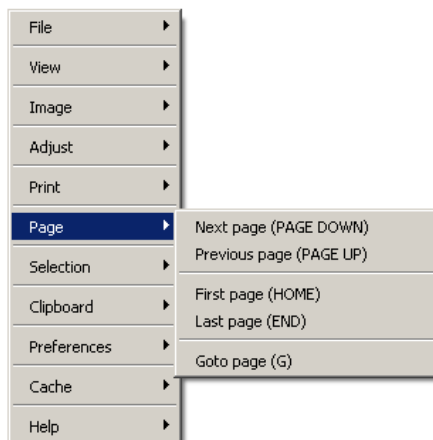 File
View
Image
Adjust
Print
Page
Selection
Clipboard
Preferences
Cache
Help
Next page (PAGE DOWN)
Previous page (PAGE UP)
First page (HOME)
Last page (END)
Goto page (G)